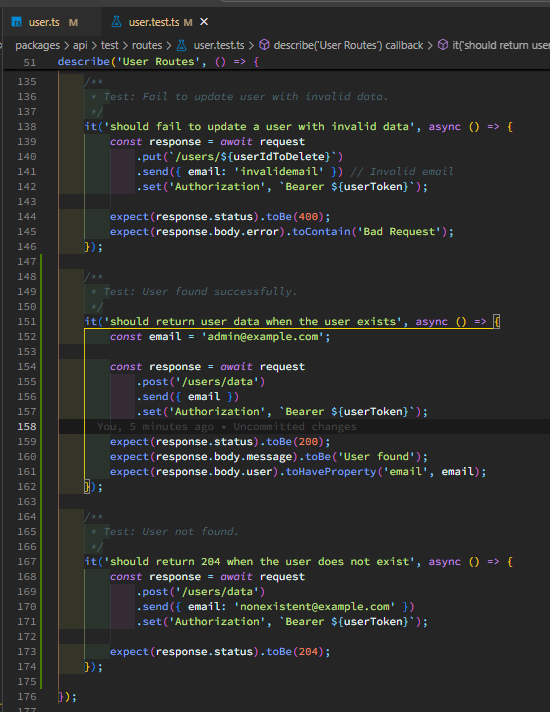 user.ts M user.test.ts M ×
packages > api > test > routes > user.test.ts > describe('User Routes') callback > it('should return user
51 describe('User Routes', () => {
135 /**
136 * Test: Fail to update user with invalid data.
137 */
138 it('should fail to update a user with invalid data', async () => {
139 const response = await request
140 .put(`/users/${userIdToDelete}`)
141 .send({ email: 'invalidemail' }) // Invalid email
142 .set('Authorization', `Bearer ${userToken}`);
143
144 expect(response.status).toBe(400);
145 expect(response.body.error).toContain('Bad Request');
146 });
147
148 /**
149 * Test: User found successfully.
150 */
151 it('should return user data when the user exists', async () => {
152 const email = 'admin@example.com';
153
154 const response = await request
155 .post('/users/data')
156 .send({ email })
157 .set('Authorization', `Bearer ${userToken}`);
158 You, 5 minutes ago • Uncommitted changes
159 expect(response.status).toBe(200);
160 expect(response.body.message).toBe('User found');
161 expect(response.body.user).toHaveProperty('email', email);
162 });
163
164 /**
165 * Test: User not found.
166 */
167 it('should return 204 when the user does not exist', async () => {
168 const response = await request
169 .post('/users/data')
170 .send({ email: 'nonexistent@example.com' })
171 .set('Authorization', `Bearer ${userToken}`);
172
173 expect(response.status).toBe(204);
174 });
175
176 });
177